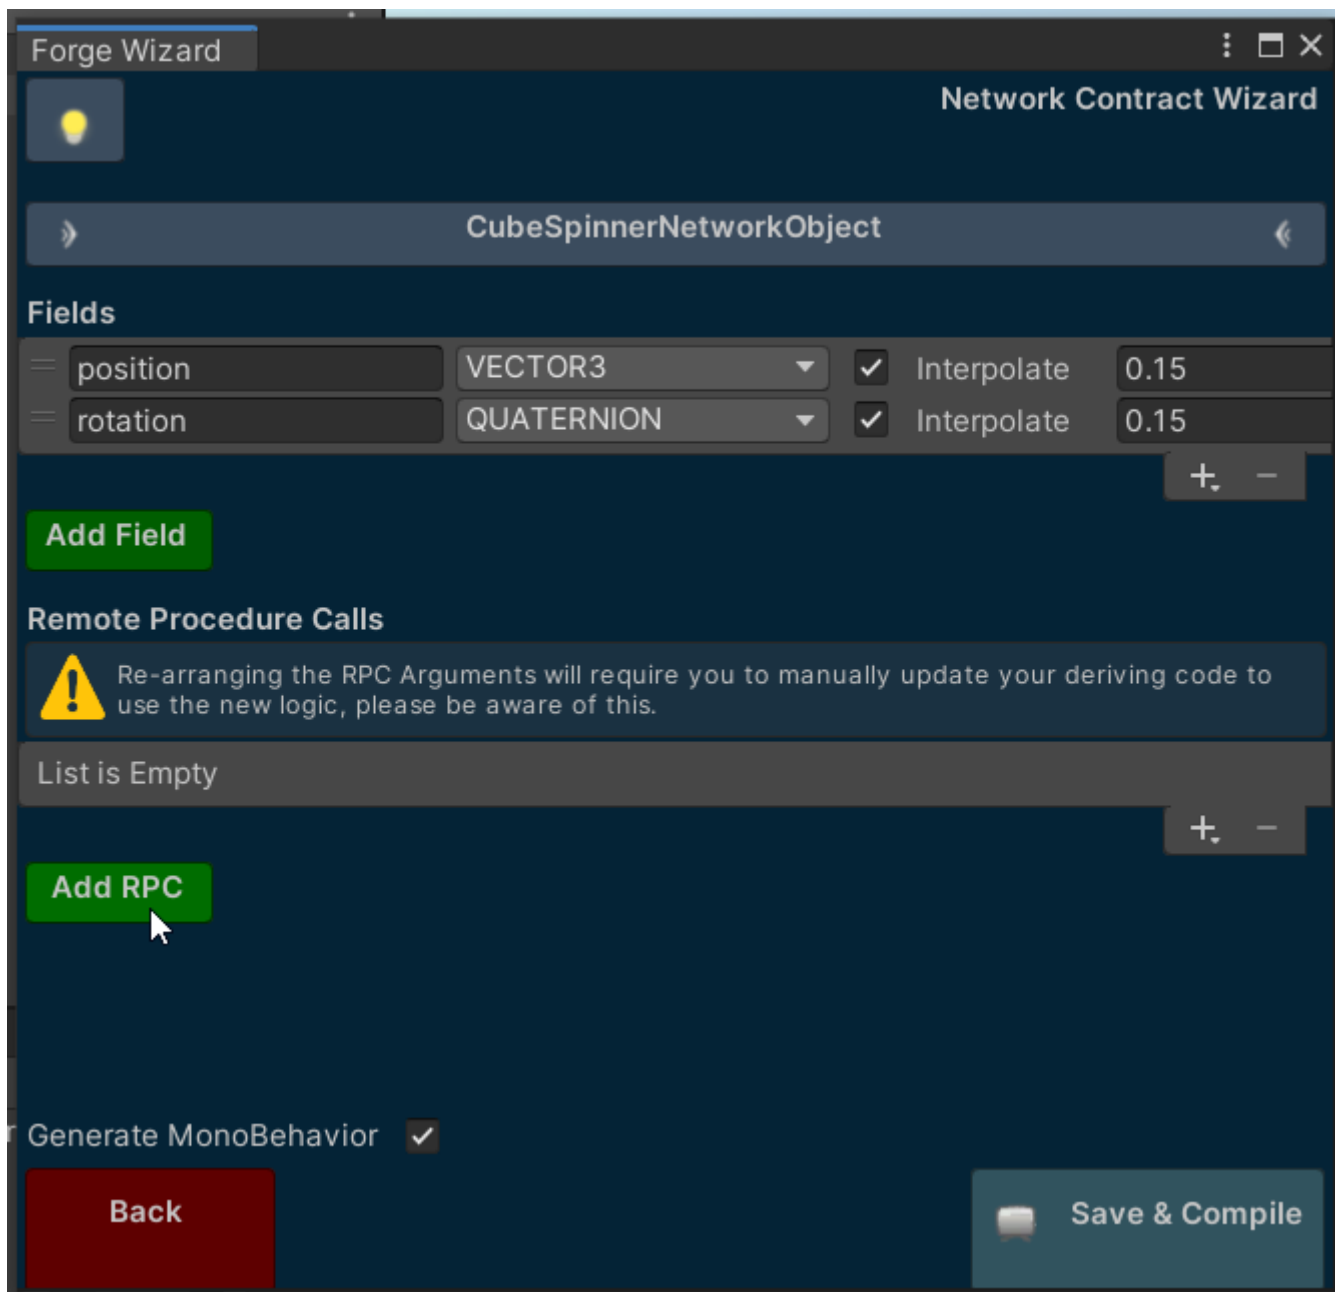 Forge Wizard
Network Contract Wizard
CubeSpinnerNetworkObject
Fields
position VECTOR3 Interpolate 0.15
rotation QUATERNION Interpolate 0.15
Add Field
Remote Procedure Calls
Re-arranging the RPC Arguments will require you to manually update your deriving code to
use the new logic, please be aware of this.
List is Empty
Add RPC
Generate MonoBehavior
Back
Save & Compile